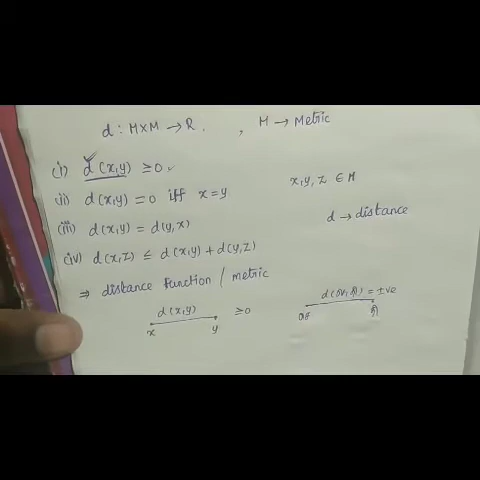 d : M×M → R. , M → Metric
(i) d(x,y) ≥ 0
(ii) d(x,y) = 0 iff x = y
x, y, z ∈ M
(iii) d(x,y) = d(y,x)
d → distance
(iv) d(x,z) ≤ d(x,y) + d(y,z)
⇒ distance function / metric
d(x,y) ≥ 0
x y
= +ve